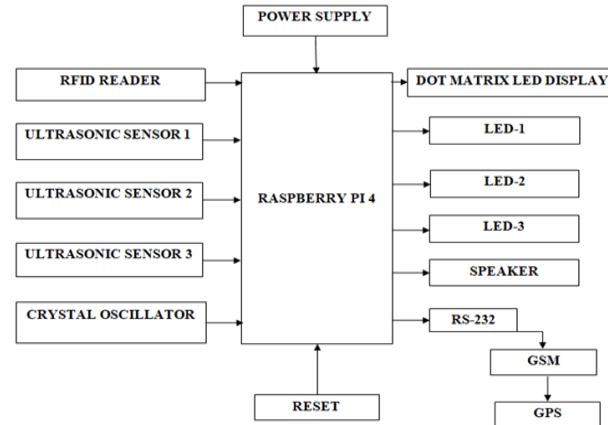 POWER SUPPLY
RFID READER
DOT MATRIX LED DISPLAY
ULTRASONIC SENSOR 1
LED-1
ULTRASONIC SENSOR 2
RASPBERRY PI 4
LED-2
LED-3
ULTRASONIC SENSOR 3
SPEAKER
CRYSTAL OSCILLATOR
RS-232
GSM
RESET
GPS